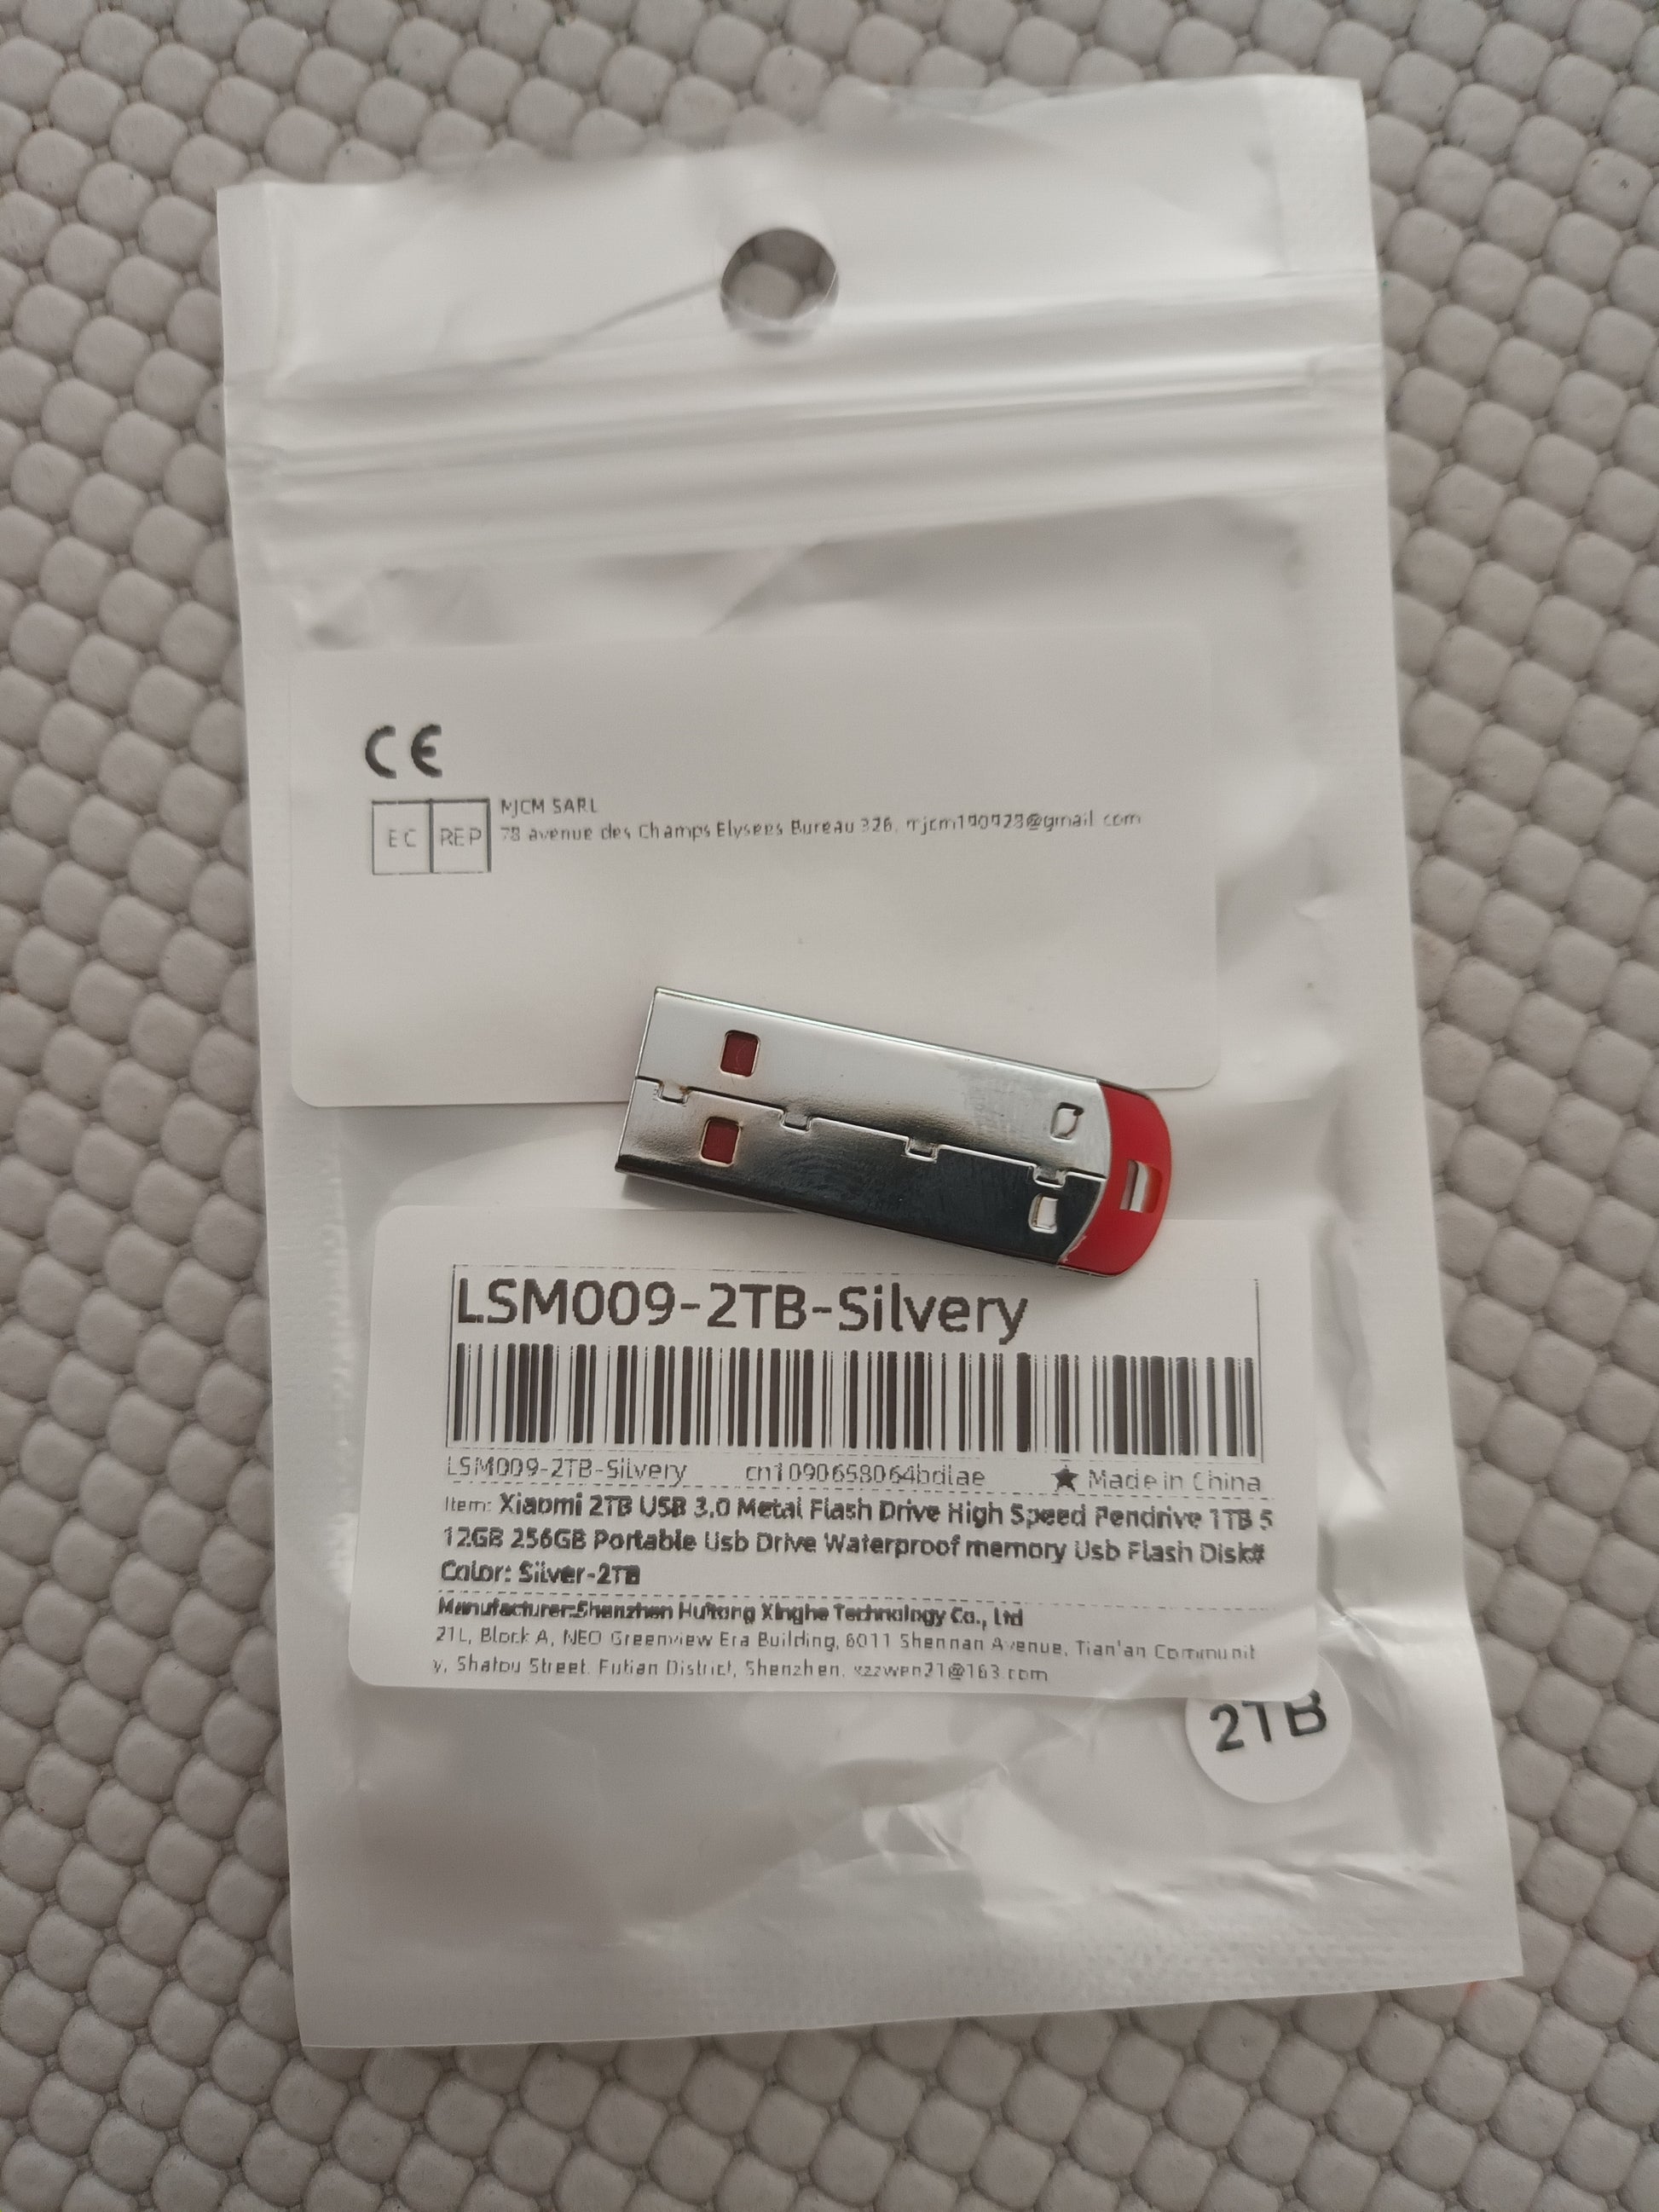 CE
EC REP
MJCM SARL
78 avenue des Champs Elysees Bureau 326,
LSM009-2TB-Silvery
LSM009-2TB-Silvery cn1090658064bdlae ★ Made in China
Item: Xiaomi 2TB USB 3.0 Metal Flash Drive High Speed Pendrive 1TB 5
12GB 256GB Portable Usb Drive Waterproof memory Usb Flash Disk#
Color: Silver-2TB
Manufacturer:Shenzhen HuTong Xinghe Technology Co., Ltd
21L, Block A, NEO Greenview Era Building, 6011 Shennan Avenue, Tian'an Communit
y, Shatou Street, Futian District, Shenzhen,
2TB